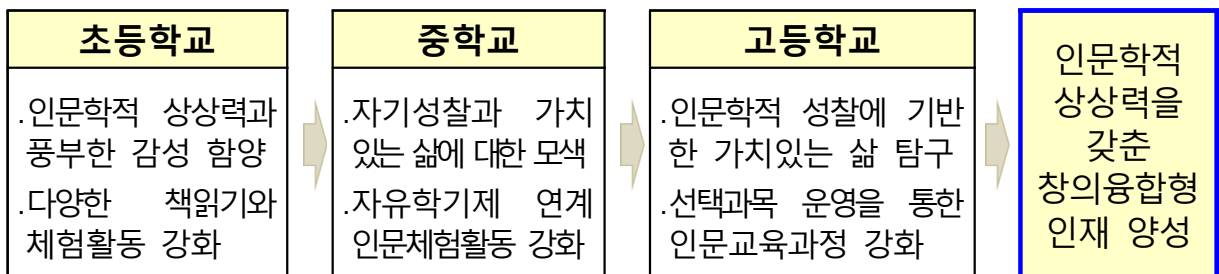 초등학교
.인문학적 상상력과
풍부한 감성 함양
.다양한 책읽기와
체험활동 강화
중학교
.자기성찰과 가치
있는 삶에 대한 모색
.자유학기제 연계
인문체험활동 강화
고등학교
.인문학적 성찰에 기반
한 가치있는 삶 탐구
.선택과목 운영을 통한
인문교육과정 강화
인문학적
상상력을
갖춘
창의융합형
인재 양성